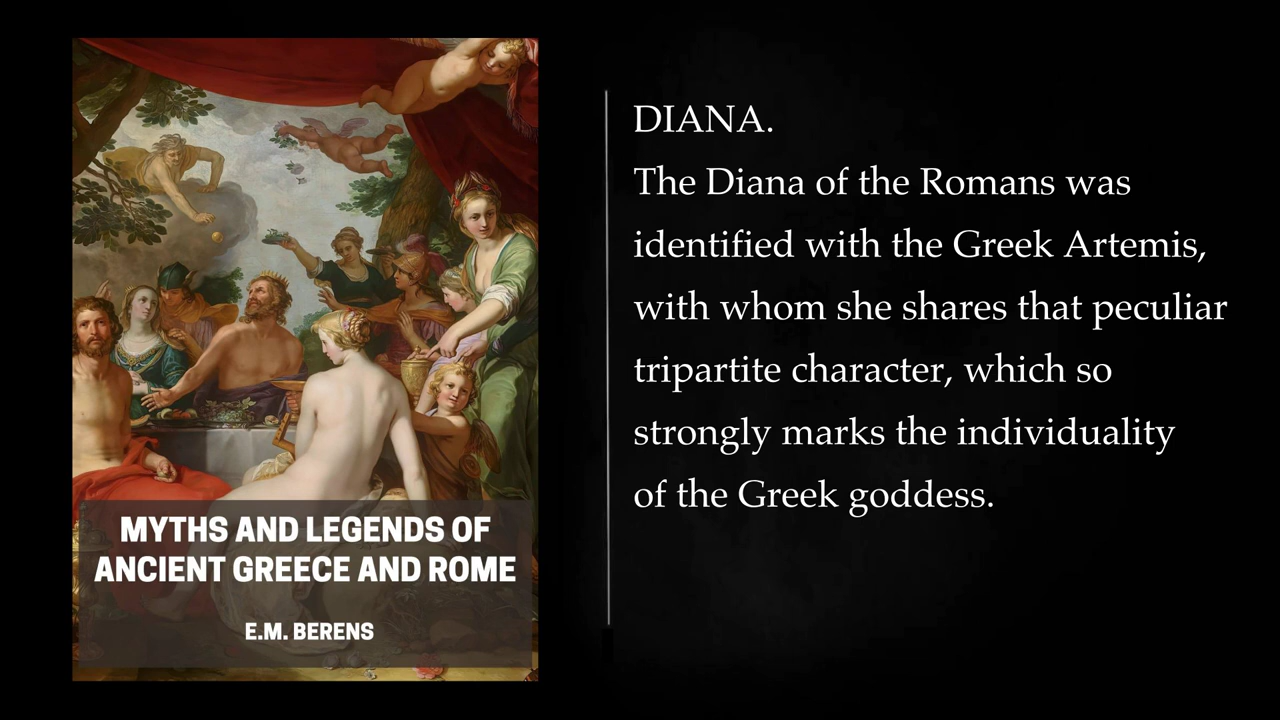 MYTHS AND LEGENDS OF
ANCIENT GREECE AND ROME
E.M. BERENS
DIANA.
The Diana of the Romans was
identified with the Greek Artemis,
with whom she shares that peculiar
tripartite character, which so
strongly marks the individuality
of the Greek goddess.